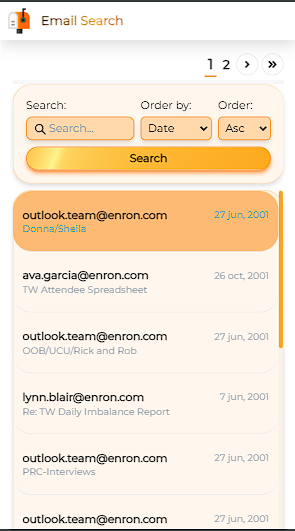 Email Search
1 2
Search: Order by: Order:
Search... Date Asc
Search
outlook.team@enron.com 27 jun, 2001
Donna/Sheila
ava.garcia@enron.com 26 oct, 2001
TW Attendee Spreadsheet
outlook.team@enron.com 27 jun, 2001
OOB/UCU/Rick and Rob
lynn.blair@enron.com 7 jun, 2001
Re: TW Daily Imbalance Report
outlook.team@enron.com 27 jun, 2001
PRC-Interviews
outlook.team@enron.com 27 jun, 2001